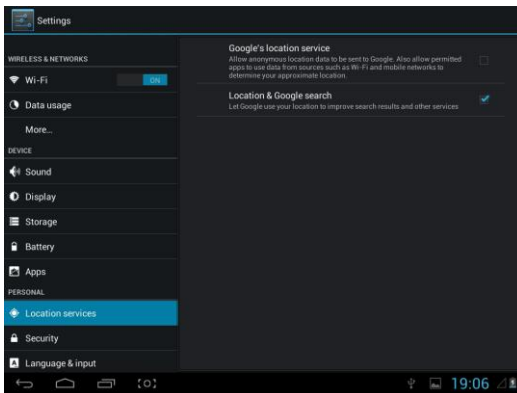 Settings
WIRELESS & NETWORKS
Wi-Fi
ON
Data usage
More...
DEVICE
Sound
Display
Storage
Battery
Apps
PERSONAL
Location services
Security
Language & input
Google's location service
Allow anonymous location data to be sent to Google. Also allow permitted
apps to use data from sources such as Wi-Fi and mobile networks to
determine your approximate location.
Location & Google search
Let Google use your location to improve search results and other services
19:06